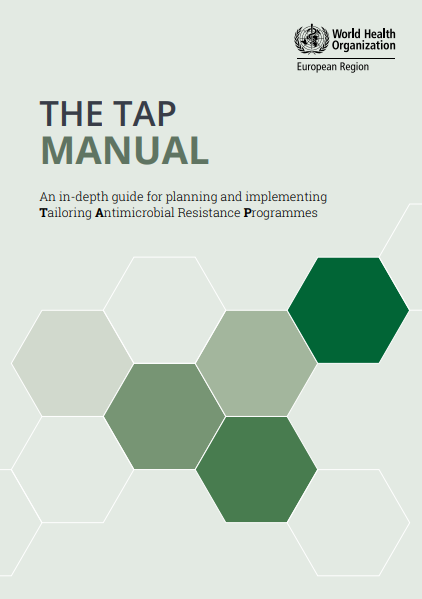 World Health
Organization
European Region
THE TAP
MANUAL
An in-depth guide for planning and implementing
Tailoring Antimicrobial Resistance Programmes